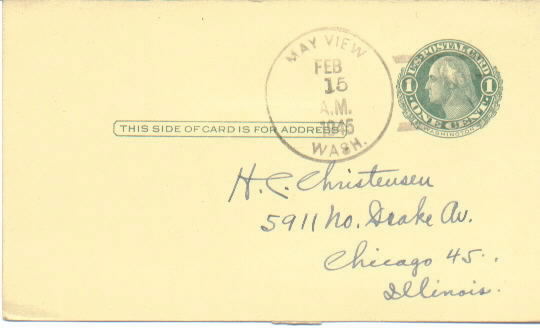 MAY VIEW
FEB
15
A.M.
1945
WASH.
U·S·POSTAL CARD
1 1
ONE CENT
WASHINGTON
THIS SIDE OF CARD IS FOR ADDRESS
H. C. Christensen
5911 No. Drake Av.
Chicago 45.
Illinois.